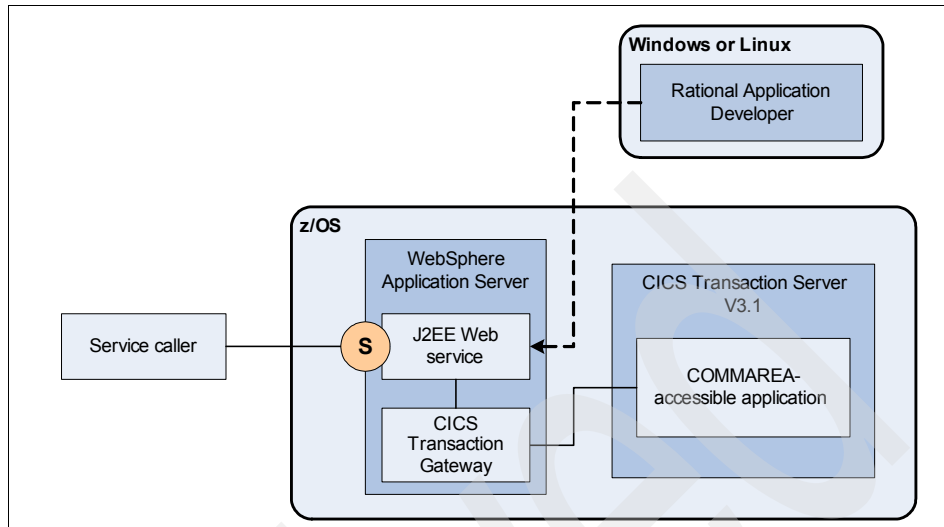 Windows or Linux
Rational Application
Developer
z/OS
WebSphere
Application Server
CICS Transaction Server
V3.1
Service caller
S
J2EE Web
service
COMMAREA-
accessible application
CICS
Transaction
Gateway